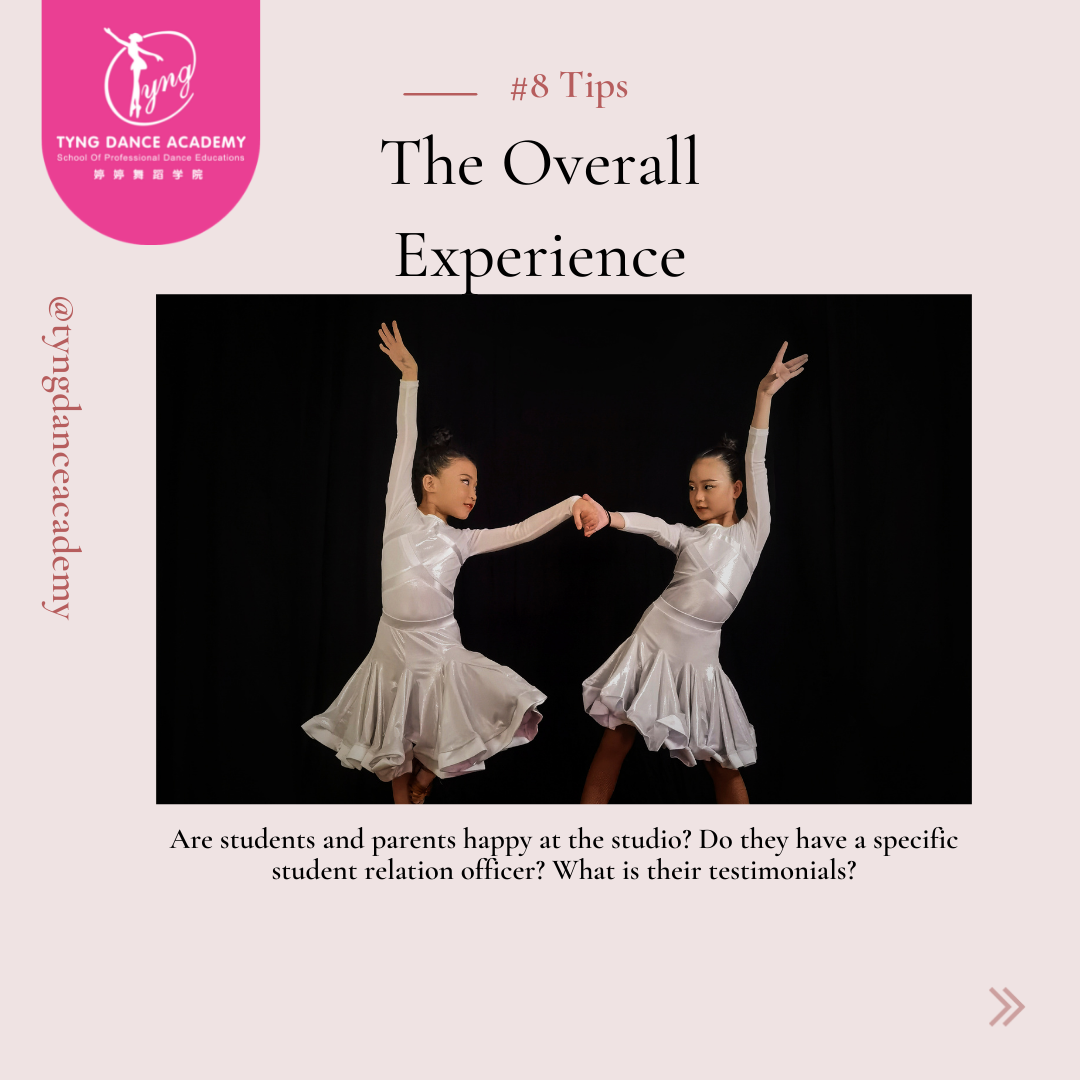 Tyng
TYNG DANCE ACADEMY
School Of Professional Dance Educations
婷婷舞蹈学院
#8 Tips
The Overall
Experience
@tyngdanceacademy
Are students and parents happy at the studio? Do they have a specific
student relation officer? What is their testimonials?